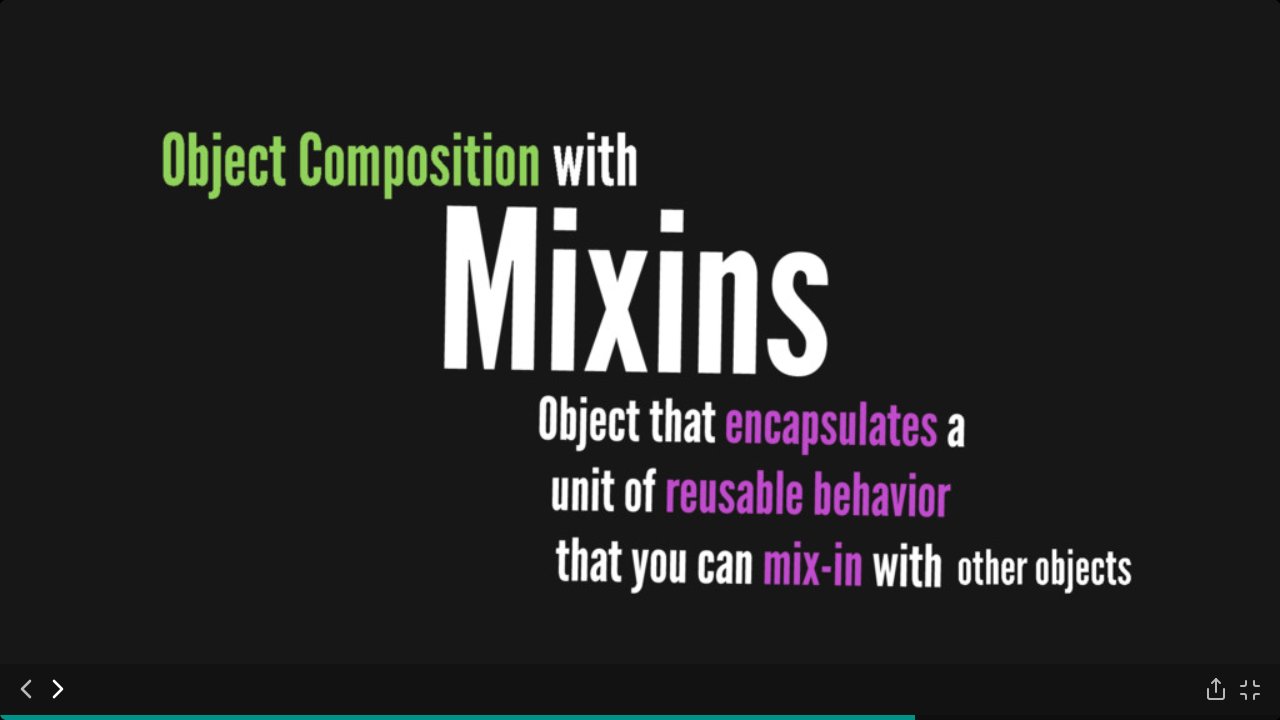 Object Composition with
Mixins
Object that encapsulates a
unit of reusable behavior
that you can mix-in with other objects